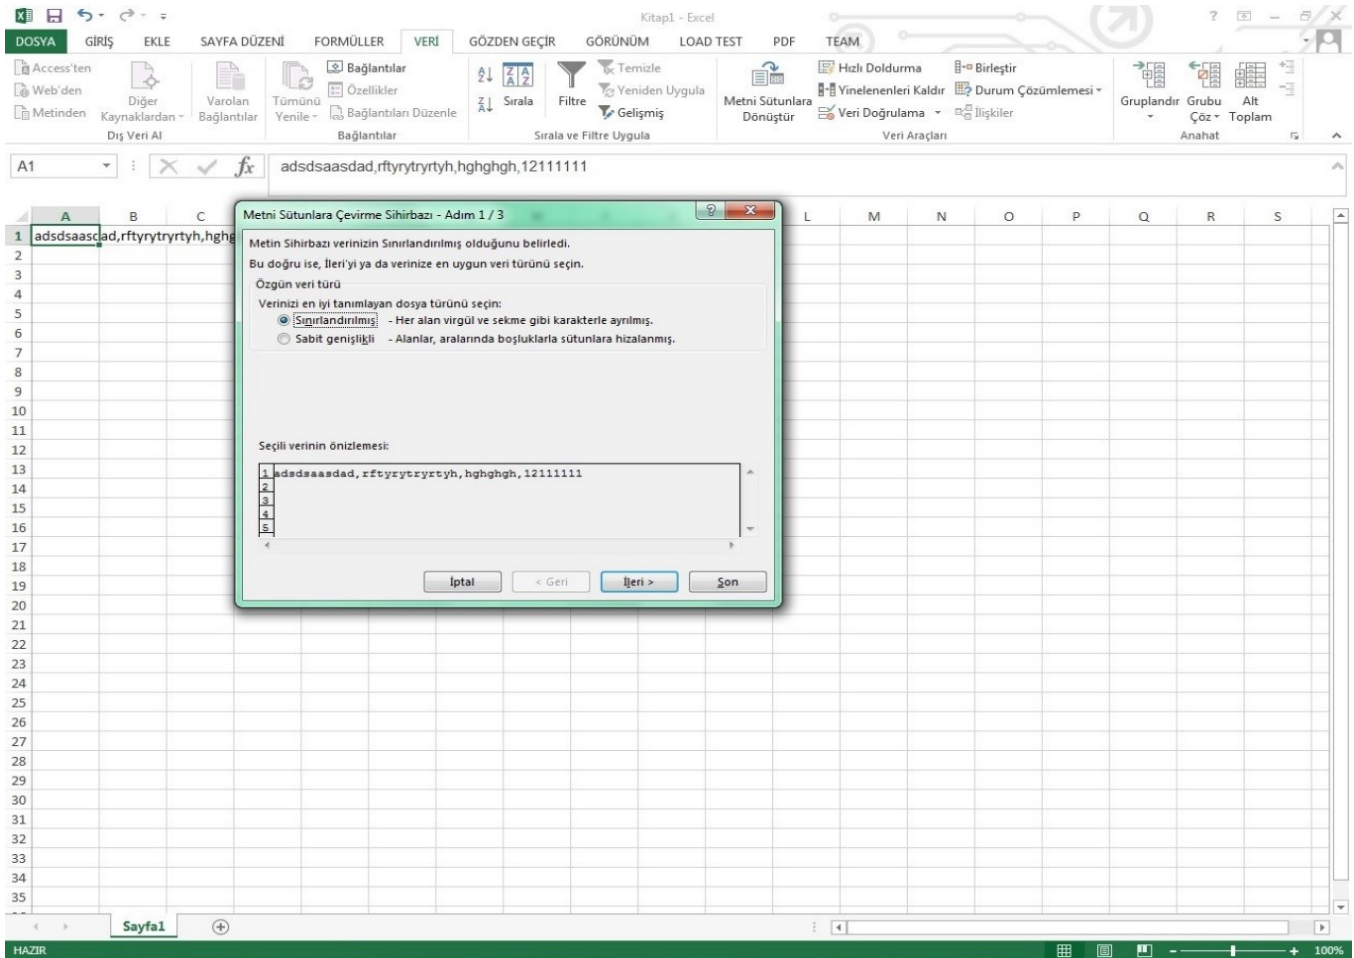 Kitap1 - Excel
DOSYA GİRİŞ EKLE SAYFA DÜZENİ FORMÜLLER VERİ GÖZDEN GEÇİR GÖRÜNÜM LOAD TEST PDF TEAM
Access'ten
Web'den
Metinden
Diğer
Kaynaklardan
Dış Veri Al
Varolan
Bağlantılar
Tümünü
Yenile
Bağlantılar
Özellikler
Bağlantıları Düzenle
Bağlantılar
Sırala
Filtre
Temizle
Yeniden Uygula
Gelişmiş
Sırala ve Filtre Uygula
Metni Sütunlara
Dönüştür
Hızlı Doldurma
Yinelenenleri Kaldır
Veri Doğrulama
Birleştir
Durum Çözümlemesi
İlişkiler
Veri Araçları
Gruplandır
Grubu
Çöz
Alt
Toplam
Anahat
A1
fx
adsdsaasdad,rftyrytryrtyh,hghghgh,12111111
A B C L M N O P Q R S
1 adsdsaasdad,rftyrytryrtyh,hghg
2
3
4
5
6
7
8
9
10
11
12
13
14
15
16
17
18
19
20
21
22
23
24
25
26
27
28
29
30
31
32
33
34
35
Metni Sütunlara Çevirme Sihirbazı - Adım 1 / 3
Metin Sihirbazı verinizin Sınırlandırılmış olduğunu belirledi.
Bu doğru ise, İleri'yi ya da verinize en uygun veri türünü seçin.
Özgün veri türü
Verinizi en iyi tanımlayan dosya türünü seçin:
Sınırlandırılmış - Her alan virgül ve sekme gibi karakterle ayrılmış.
Sabit genişlikli - Alanlar, aralarında boşluklarla sütunlara hizalanmış.
Seçili verinin önizlemesi:
1 adsdsaasdad,rftyrytryrtyh,hghghgh,12111111
2
3
4
5
İptal < Geri İleri > Son
Sayfa1
HAZIR
100%